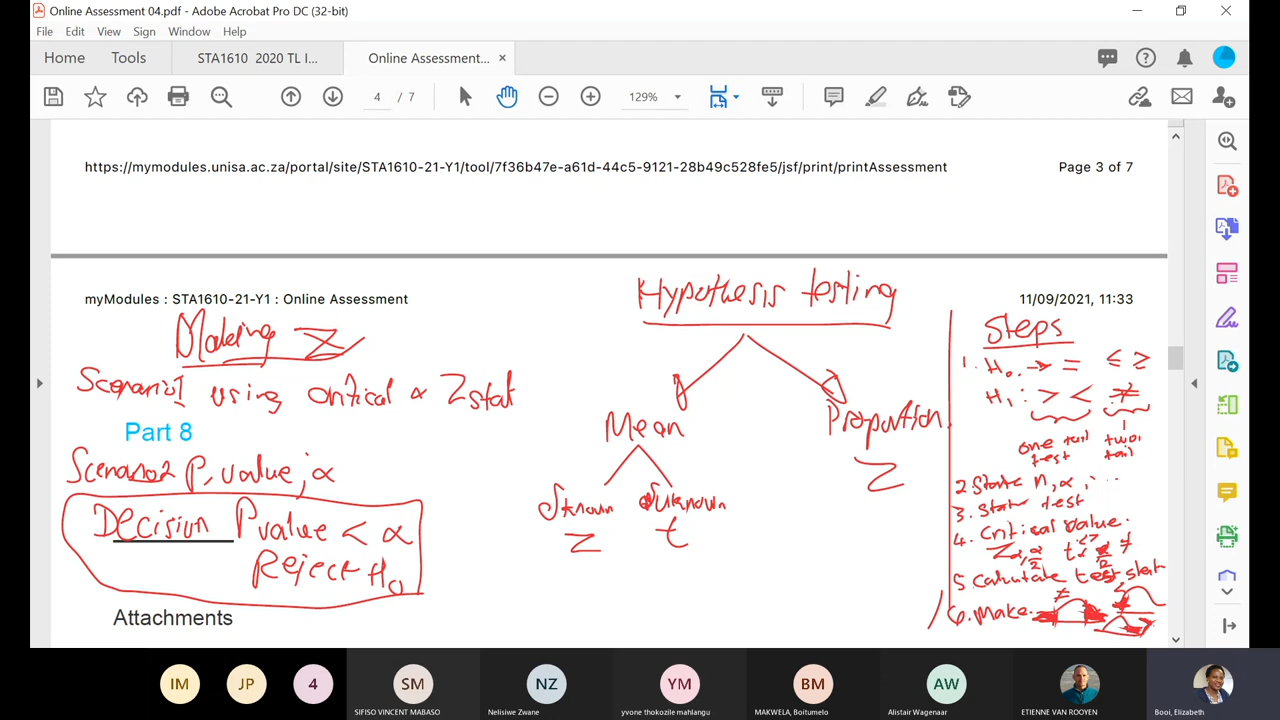 Online Assessment 04.pdf - Adobe Acrobat Pro DC (32-bit)
File Edit View Sign Window Help
Home Tools STA1610 2020 TL I... Online Assessment... ×
4 / 7 129%
https://mymodules.unisa.ac.za/portal/site/STA1610-21-Y1/tool/7f36b47e-a61d-44c5-9121-28b49c528fe5/jsf/print/printAssessment Page 3 of 7
myModules : STA1610-21-Y1 : Online Assessment 11/09/2021, 11:33
Making Z
Scenario1 using critical α Zstat
Part 8
Scenario2 P value, α
Decision Pvalue < α
Reject H0
Attachments
Hypothesis testing
Mean Proportion
Z
σknown σunknown
Z t
Steps
1. H0 → = ≤ ≥
H1: > < ≠
one tail test
two tail
2 State n, α, ...
3. State test
4. Critical value.
5 Calculate test stat
6. Make
IM JP 4 SM NZ YM BM AW
SIFISO VINCENT MABASO Nelisiwe Zwane yvone thokozile mahlangu MAKWELA, Boitumelo Alistair Wagenaar ETIENNE VAN ROOYEN Booi, Elizabeth